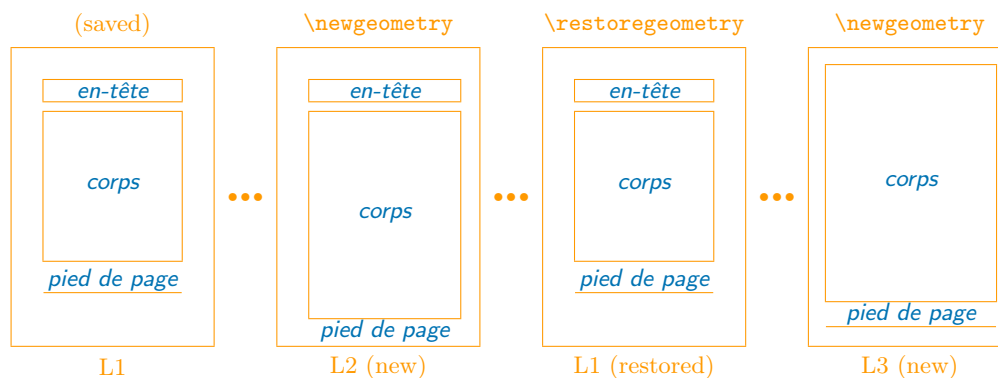 (saved)
\newgeometry
\restoregeometry
\newgeometry
en-tête
en-tête
en-tête
corps
corps
corps
corps
pied de page
pied de page
pied de page
pied de page
L1
L2 (new)
L1 (restored)
L3 (new)